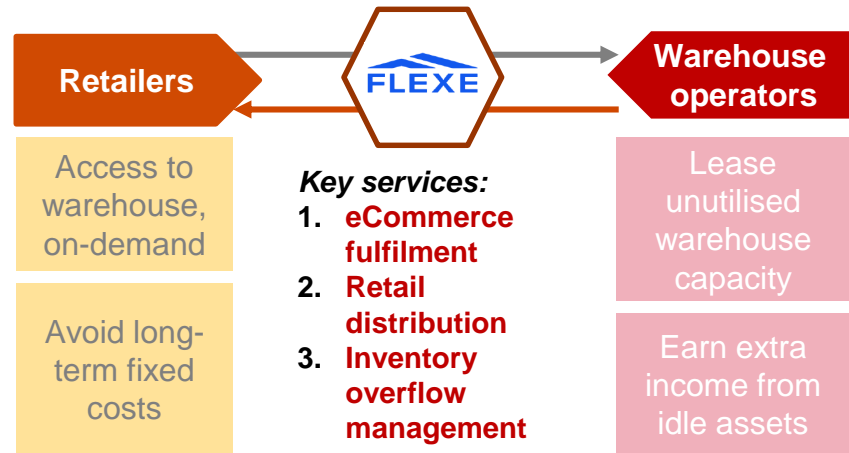 Retailers
FLEXE
Warehouse
operators
Access to
warehouse,
on-demand
Avoid long-
term fixed
costs
Key services:
1. eCommerce
fulfilment
2. Retail
distribution
3. Inventory
overflow
management
Lease
unutilised
warehouse
capacity
Earn extra
income from
idle assets